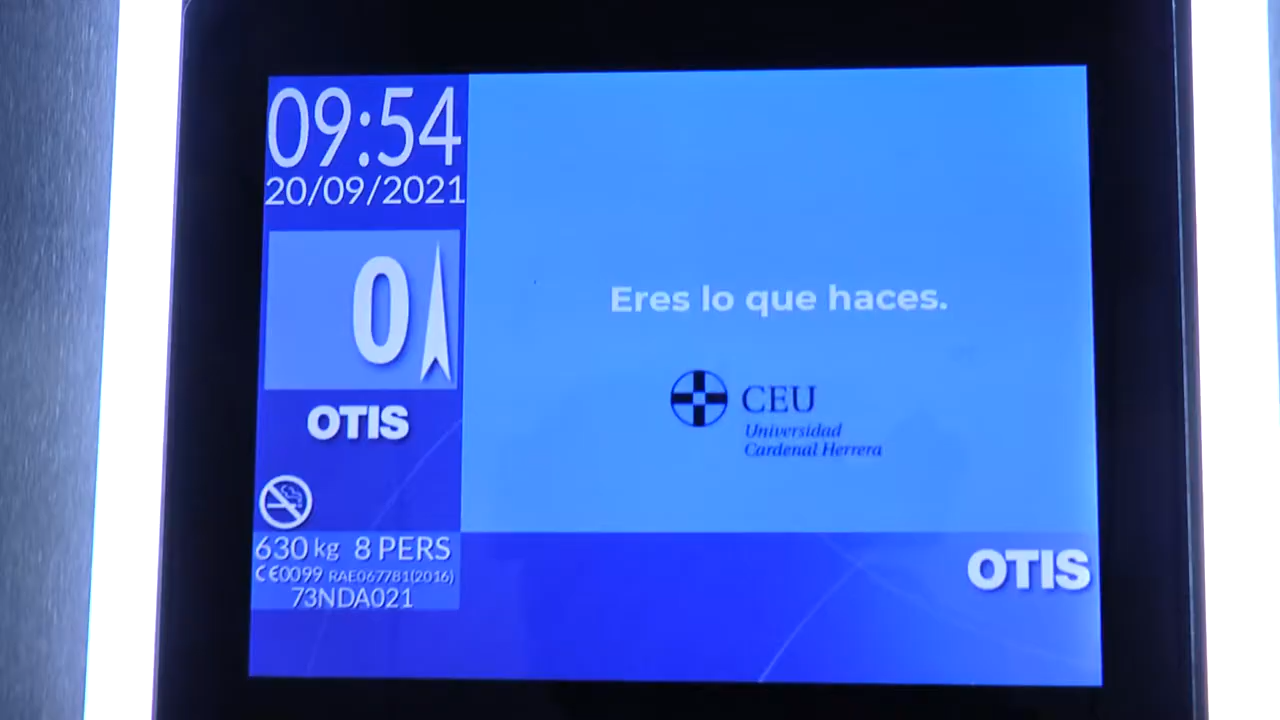 09:54
20/09/2021
0
OTIS
630 kg 8 PERS
CE0099 RAE067781(2016)
73NDA021
Eres lo que haces.
CEU
Universidad
Cardenal Herrera
OTIS